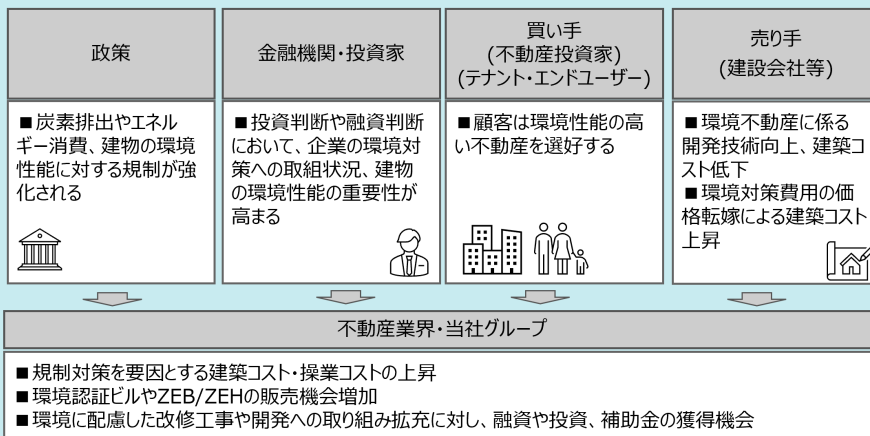 政策
■炭素排出やエネル
ギー消費、建物の環境
性能に対する規制が強
化される
金融機関・投資家
■投資判断や融資判断
において、企業の環境対
策への取組状況、建物
の環境性能の重要性が
高まる
買い手
(不動産投資家)
(テナント・エンドユーザー)
■顧客は環境性能の高
い不動産を選好する
売り手
(建設会社等)
■環境不動産に係る
開発技術向上、建築コ
スト低下
■環境対策費用の価
格転嫁による建築コスト
上昇
不動産業界・当社グループ
■規制対策を要因とする建築コスト・操業コストの上昇
■環境認証ビルやZEB/ZEHの販売機会増加
■環境に配慮した改修工事や開発への取り組み拡充に対し、融資や投資、補助金の獲得機会